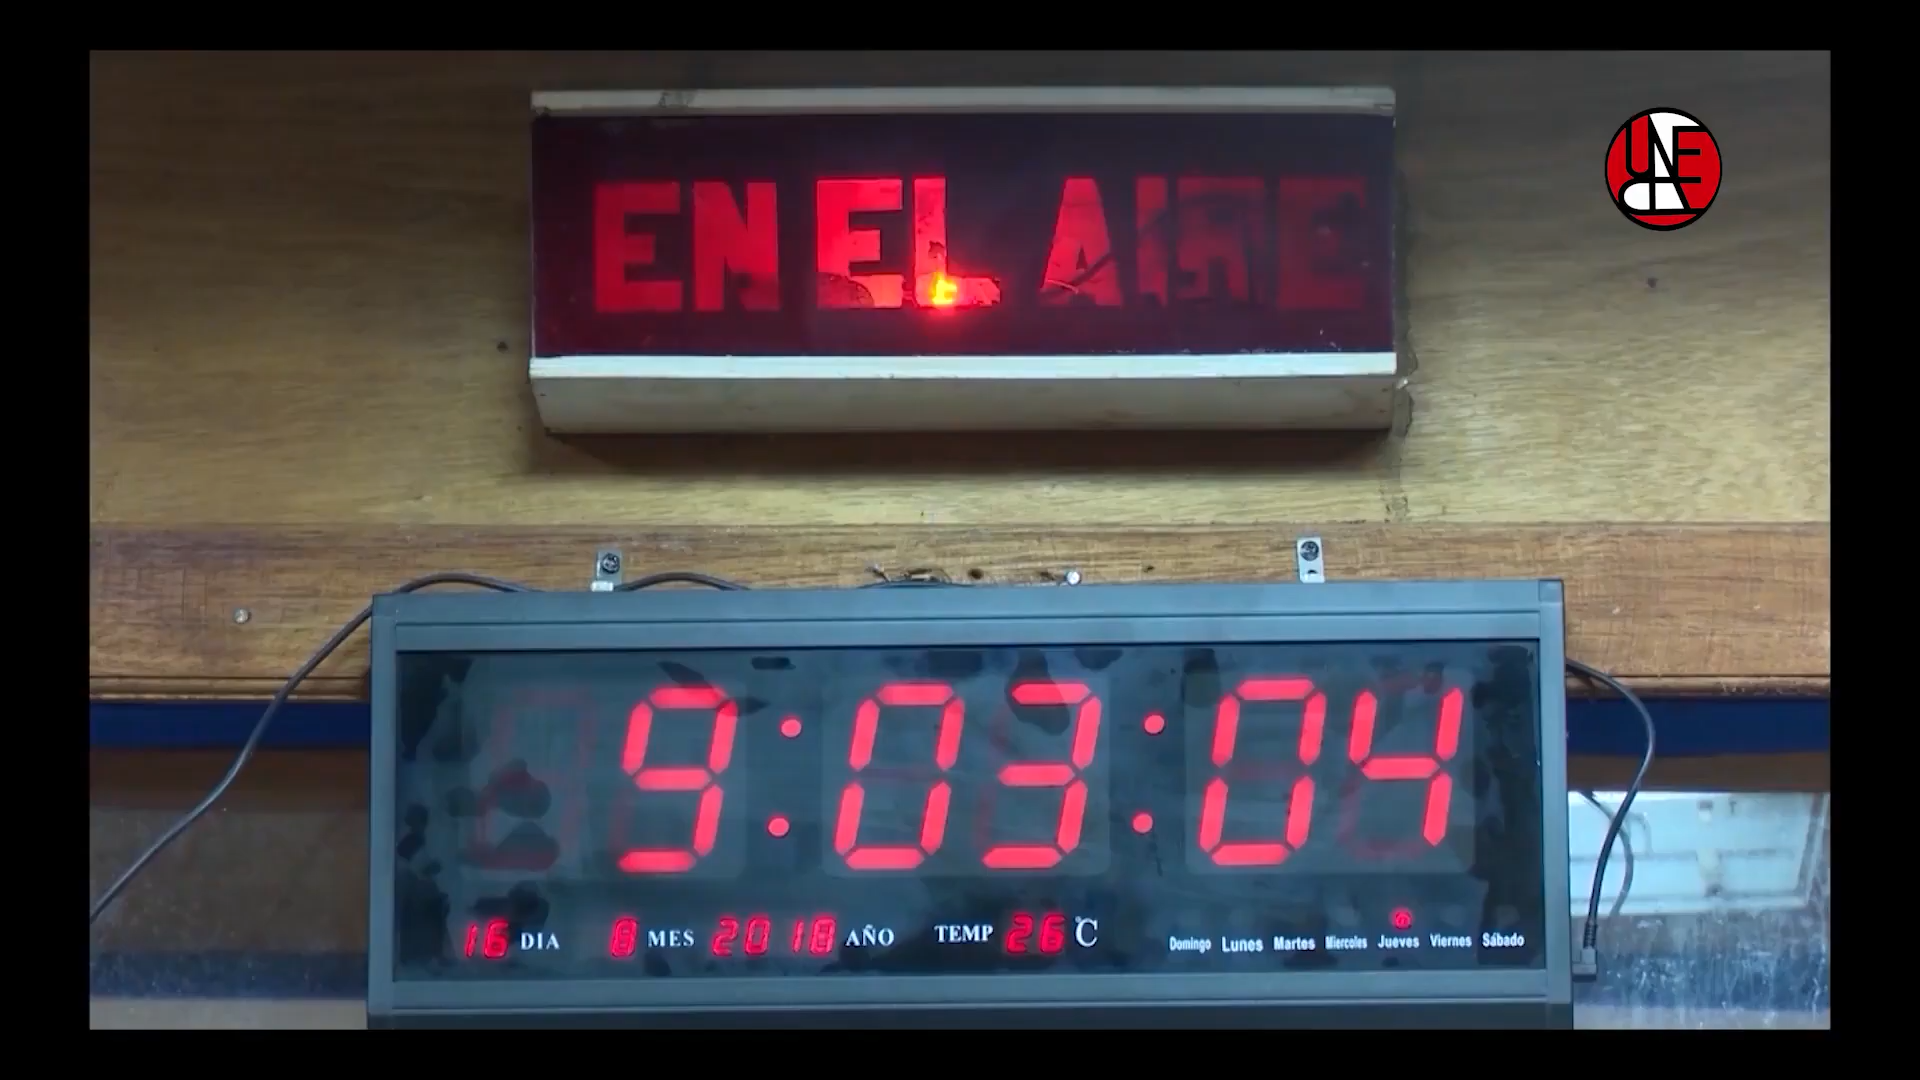 EN EL AIRE
UNEAC
9:03:04
16 DIA 8 MES 2018 AÑO TEMP 26 °C Domingo Lunes Martes Miercoles Jueves Viernes Sábado